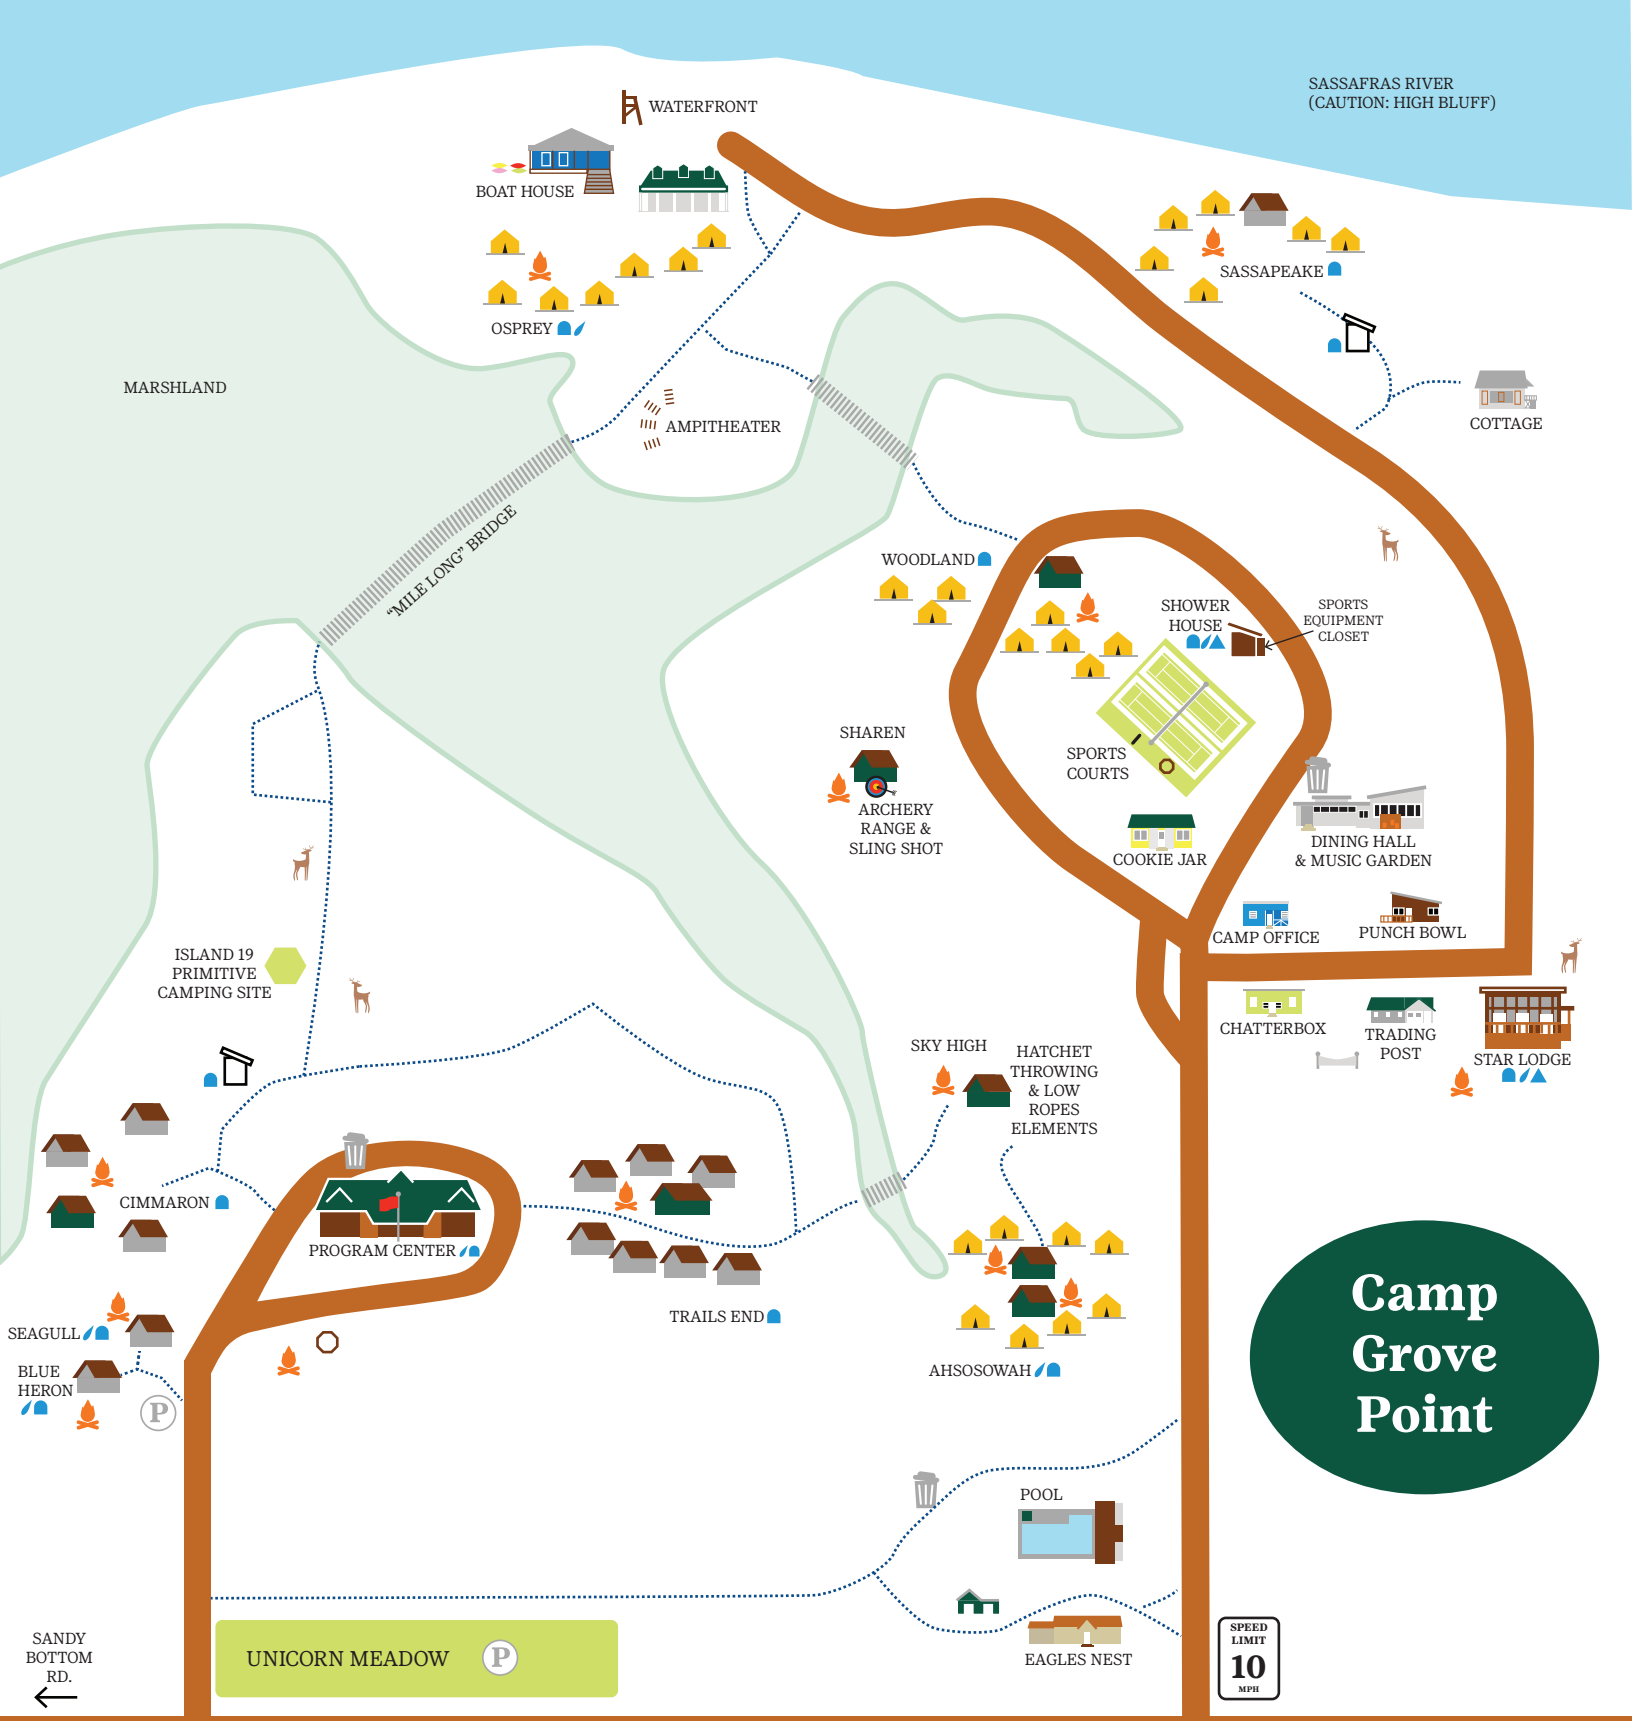 SASSAFRAS RIVER
(CAUTION: HIGH BLUFF)
WATERFRONT
BOAT HOUSE
SASSAPEAKE
OSPREY
MARSHLAND
AMPITHEATER
COTTAGE
"MILE LONG" BRIDGE
WOODLAND
SHOWER
HOUSE
SPORTS
EQUIPMENT
CLOSET
SHAREN
SPORTS
COURTS
ARCHERY
RANGE &
SLING SHOT
COOKIE JAR
DINING HALL
& MUSIC GARDEN
CAMP OFFICE
PUNCH BOWL
ISLAND 19
PRIMITIVE
CAMPING SITE
CHATTERBOX
TRADING
POST
STAR LODGE
SKY HIGH
HATCHET
THROWING
& LOW
ROPES
ELEMENTS
CIMMARON
PROGRAM CENTER
TRAILS END
SEAGULL
BLUE
HERON
P
AHSOSOWAH
Camp
Grove
Point
POOL
EAGLES NEST
SPEED
LIMIT
10
MPH
SANDY
BOTTOM
RD.
UNICORN MEADOW P